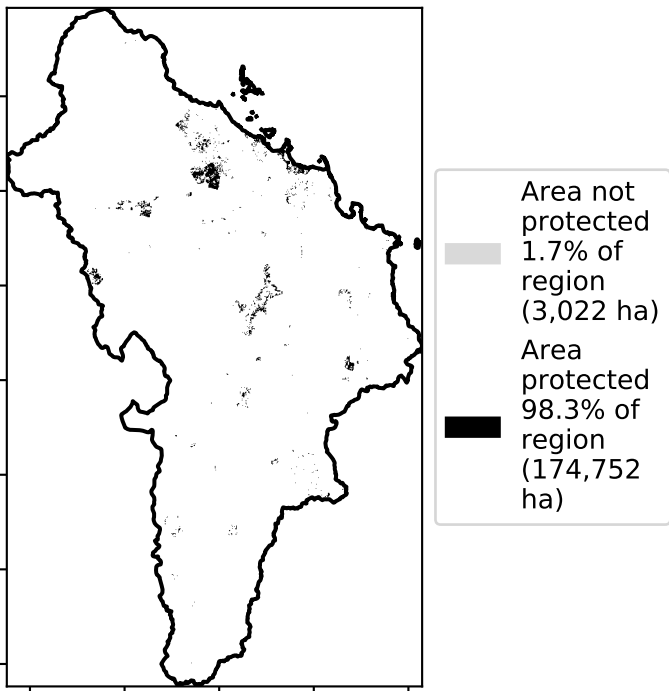 Area not
protected
1.7% of
region
(3,022 ha)
Area
protected
98.3% of
region
(174,752
ha)